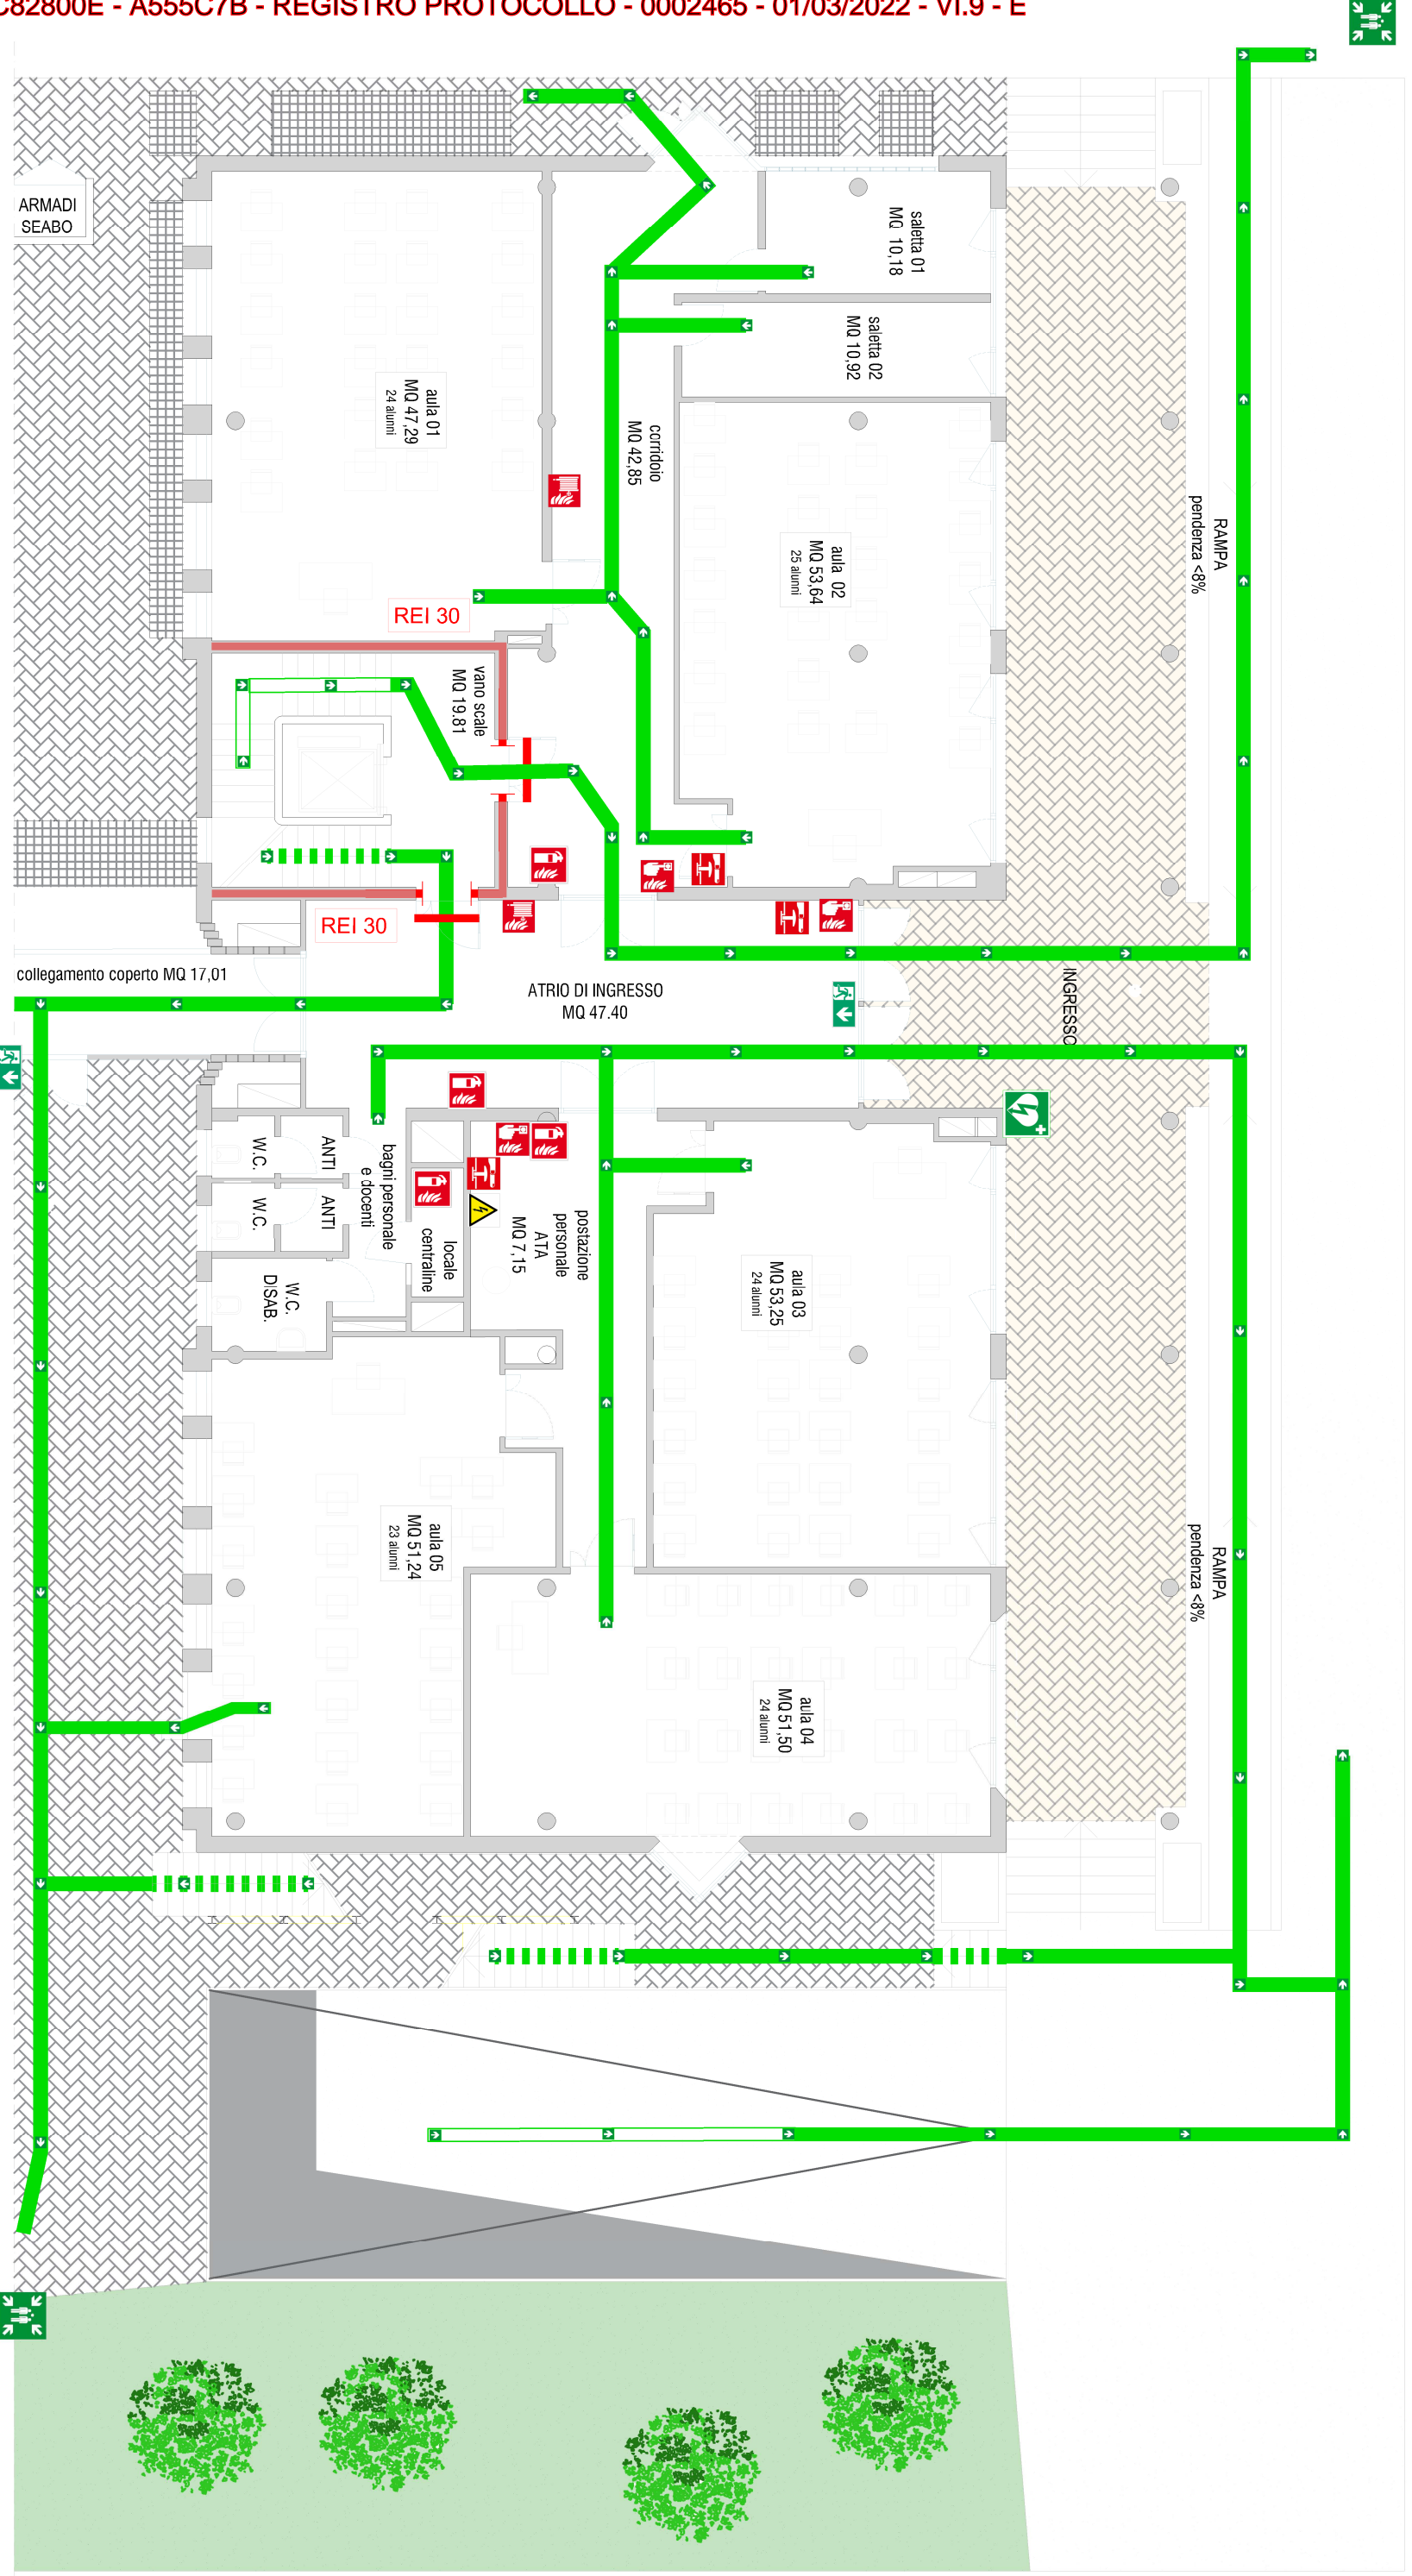 C82800E - A555C7B - REGISTRO PROTOCOLLO - 0002465 - 01/03/2022 - VI.9 - E
ARMADI
SEABO
saletta 01
MQ 10,18
saletta 02
MQ 10,92
aula 01
MQ 47,29
24 alunni
corridoio
MQ 42,85
aula 02
MQ 53,64
25 alunni
RAMPA
pendenza <8%
REI 30
vano scale
MQ 19.81
REI 30
collegamento coperto MQ 17,01
ATRIO DI INGRESSO
MQ 47.40
INGRESSO
W.C.
ANTI
W.C.
ANTI
bagni personale
e docenti
W.C.
DISAB.
locale
centraline
postazione
personale
ATA
MQ 7,15
aula 03
MQ 53,25
24 alunni
aula 05
MQ 51,24
23 alunni
aula 04
MQ 51,50
24 alunni
RAMPA
pendenza <8%